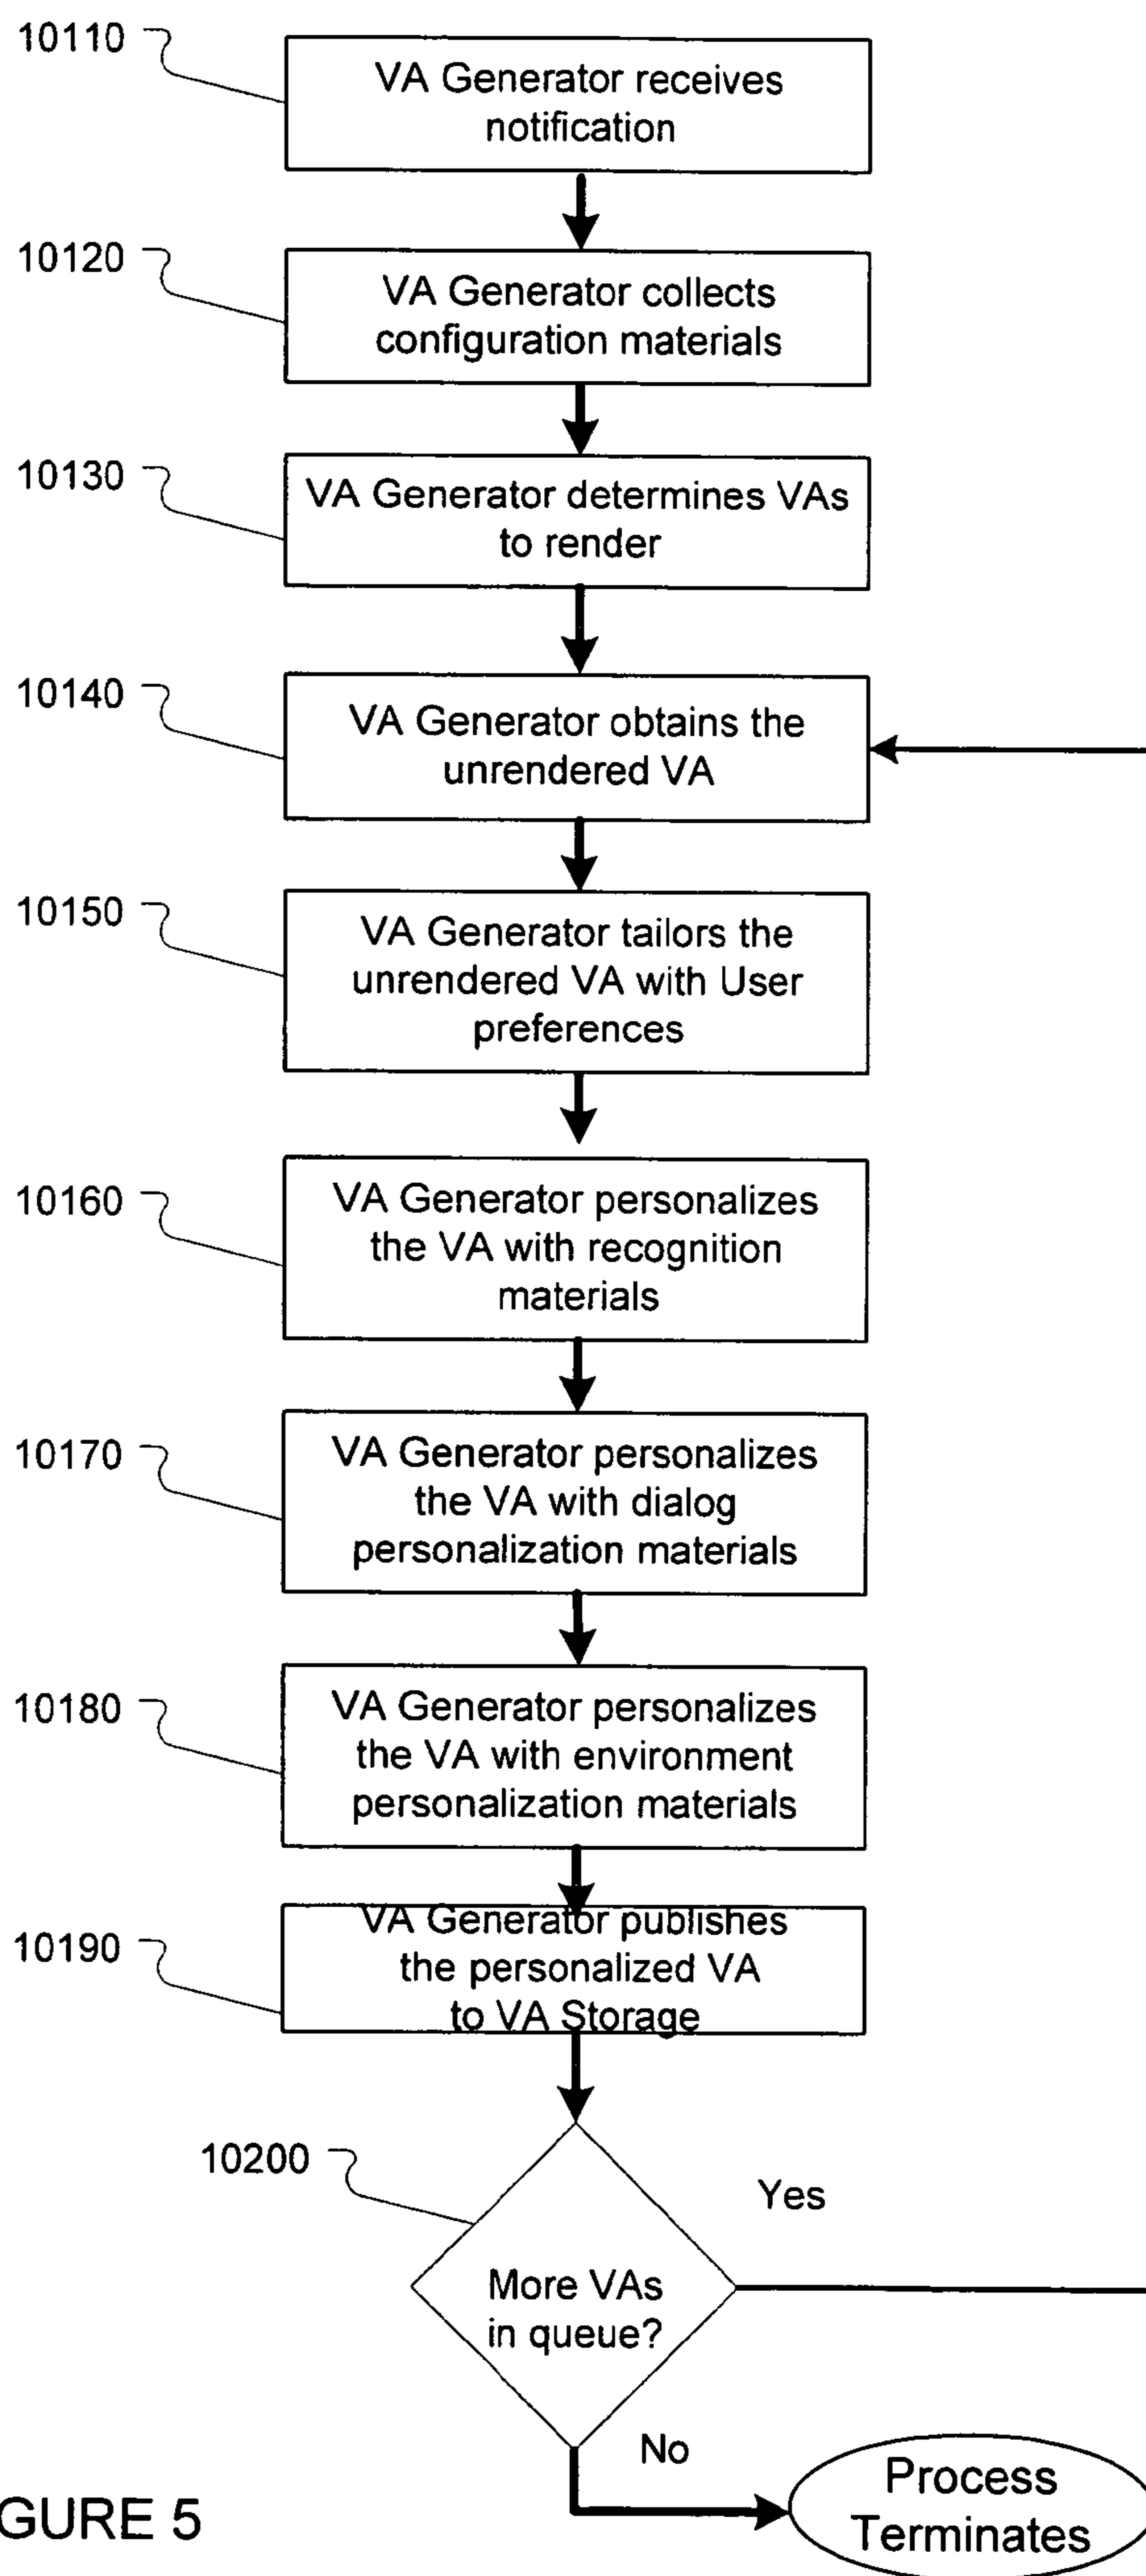 10110
VA Generator receives
notification
10120
VA Generator collects
configuration materials
10130
VA Generator determines VAs
to render
10140
VA Generator obtains the
unrendered VA
10150
VA Generator tailors the
unrendered VA with User
preferences
10160
VA Generator personalizes
the VA with recognition
materials
10170
VA Generator personalizes
the VA with dialog
personalization materials
10180
VA Generator personalizes
the VA with environment
personalization materials
10190
VA Generator publishes
the personalized VA
to VA Storage
10200
Yes
More VAs
in queue?
No
Process
Terminates
GURE 5